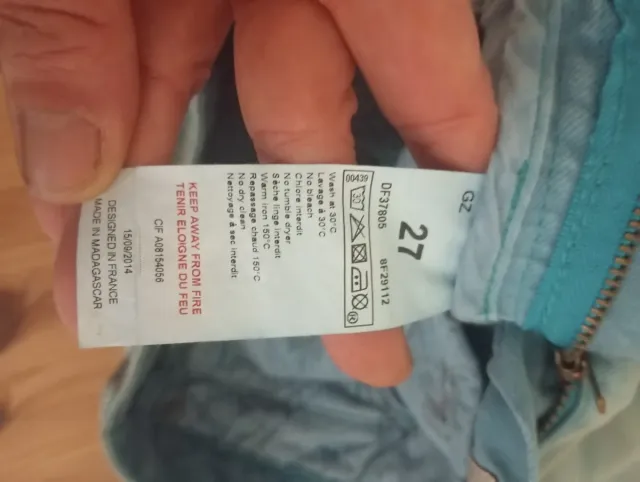 GZ
27
DF37805 8F29112
00439
30
Wash at 30°C
Lavage à 30°C
No bleach
Chlore interdit
No tumble dryer
Sèche linge interdit
Warm iron 150°C
Repassage chaud 150°C
No dry clean
Nettoyage à sec interdit
KEEP AWAY FROM FIRE
TENIR ELOIGNE DU FEU
CIF A08154056
15/09/2014
DESIGNED IN FRANCE
MADE IN MADAGASCAR